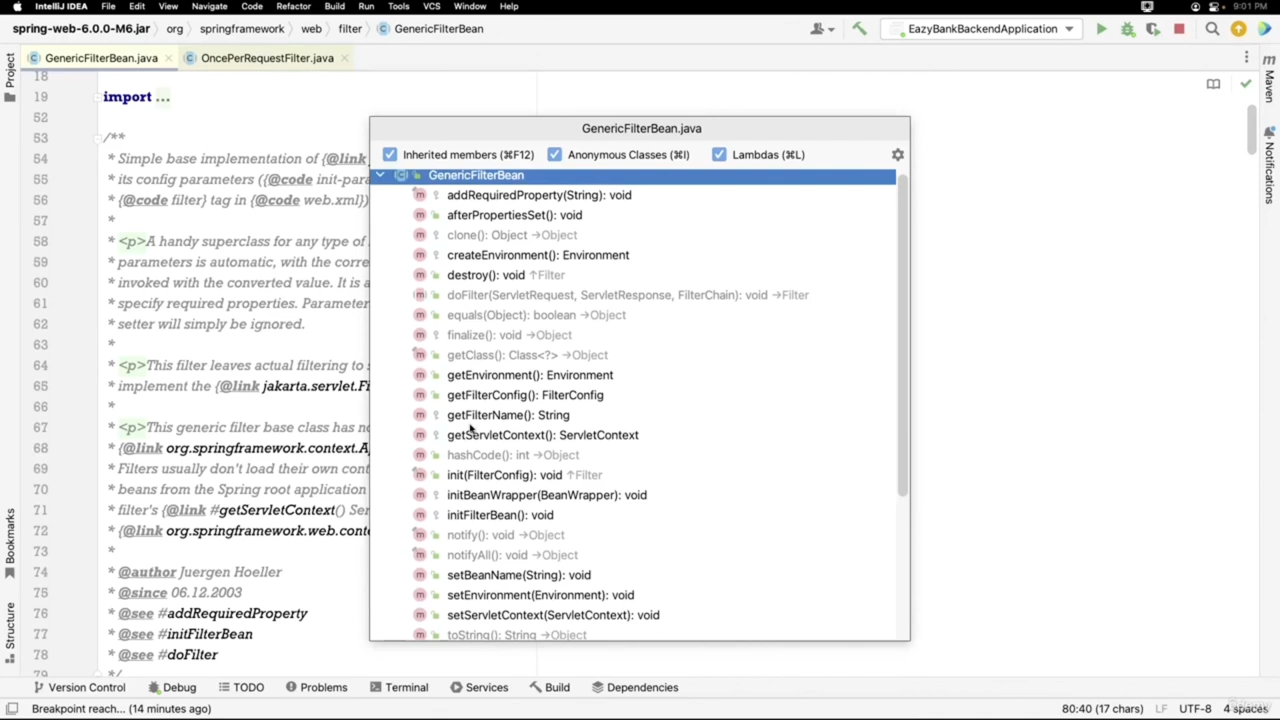 IntelliJ IDEA File Edit View Navigate Code Refactor Build Run Tools VCS Window Help 9:01 PM
spring-web-6.0.0-M6.jar org springframework web filter GenericFilterBean EazyBankBackendApplication
GenericFilterBean.java OncePerRequestFilter.java
Project
Maven
Notifications
Bookmarks
Structure
18
19 import ...
52
53 /**
54 * Simple base implementation of {@link
55 * its config parameters ({@code init-para
56 * {@code filter} tag in {@code web.xml})
57 *
58 * <p>A handy superclass for any type of
59 * parameters is automatic, with the corre
60 * invoked with the converted value. It is a
61 * specify required properties. Parameter
62 * setter will simply be ignored.
63 *
64 * <p>This filter leaves actual filtering to
65 * implement the {@link jakarta.servlet.Fi
66 *
67 * <p>This generic filter base class has no
68 * {@link org.springframework.context.A
69 * Filters usually don't load their own cont
70 * beans from the Spring root application
71 * filter's {@link #getServletContext() Ser
72 * {@link org.springframework.web.conte
73 *
74 * @author Juergen Hoeller
75 * @since 06.12.2003
76 * @see #addRequiredProperty
77 * @see #initFilterBean
78 * @see #doFilter
79 */
GenericFilterBean.java
Inherited members (⌘F12) Anonymous Classes (⌘I) Lambdas (⌘L)
GenericFilterBean
addRequiredProperty(String): void
afterPropertiesSet(): void
clone(): Object →Object
createEnvironment(): Environment
destroy(): void ↑Filter
doFilter(ServletRequest, ServletResponse, FilterChain): void →Filter
equals(Object): boolean →Object
finalize(): void →Object
getClass(): Class<?> →Object
getEnvironment(): Environment
getFilterConfig(): FilterConfig
getFilterName(): String
getServletContext(): ServletContext
hashCode(): int →Object
init(FilterConfig): void ↑Filter
initBeanWrapper(BeanWrapper): void
initFilterBean(): void
notify(): void →Object
notifyAll(): void →Object
setBeanName(String): void
setEnvironment(Environment): void
setServletContext(ServletContext): void
toString(): String →Object
Version Control Debug TODO Problems Terminal Services Build Dependencies
Breakpoint reach... (14 minutes ago) 80:40 (17 chars) LF UTF-8 4 spaces